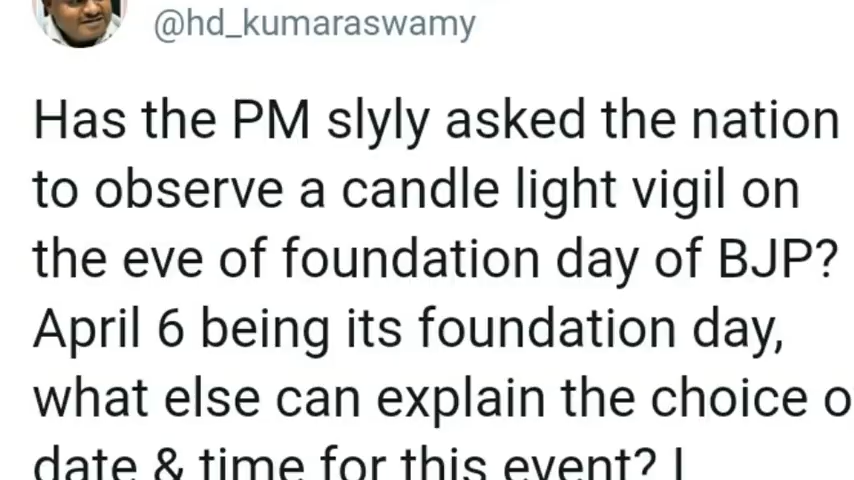 @hd_kumaraswamy
Has the PM slyly asked the nation
to observe a candle light vigil on
the eve of foundation day of BJP?
April 6 being its foundation day,
what else can explain the choice o
date & time for this event? I